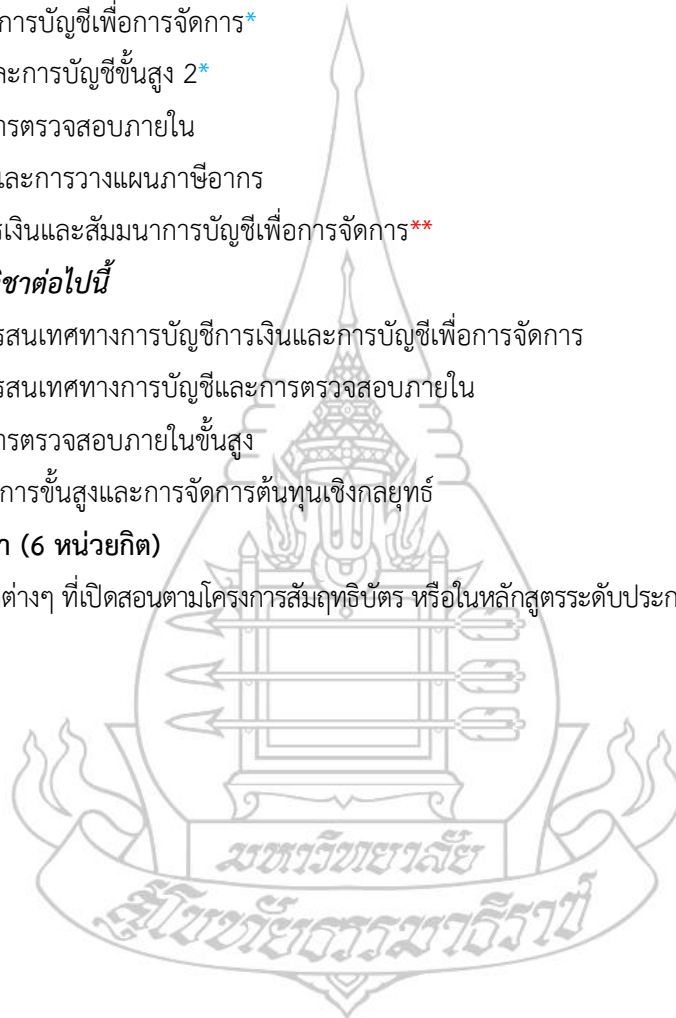 การบัญชีเพื่อการจัดการ*
ละการบัญชีขั้นสูง 2*
ารตรวจสอบภายใน
และการวางแผนภาษีอากร
รเงินและสัมมนาการบัญชีเพื่อการจัดการ**
วิชาต่อไปนี้
รสนเทศทางการบัญชีการเงินและการบัญชีเพื่อการจัดการ
รสนเทศทางการบัญชีและการตรวจสอบภายใน
ารตรวจสอบภายในขั้นสูง
การขั้นสูงและการจัดการต้นทุนเชิงกลยุทธ์
า (6 หน่วยกิต)
ต่างๆ ที่เปิดสอนตามโครงการสัมฤทธิบัตร หรือในหลักสูตรระดับประก
มหาวิทยาลัย
สุโขทัยธรรมาธิราช